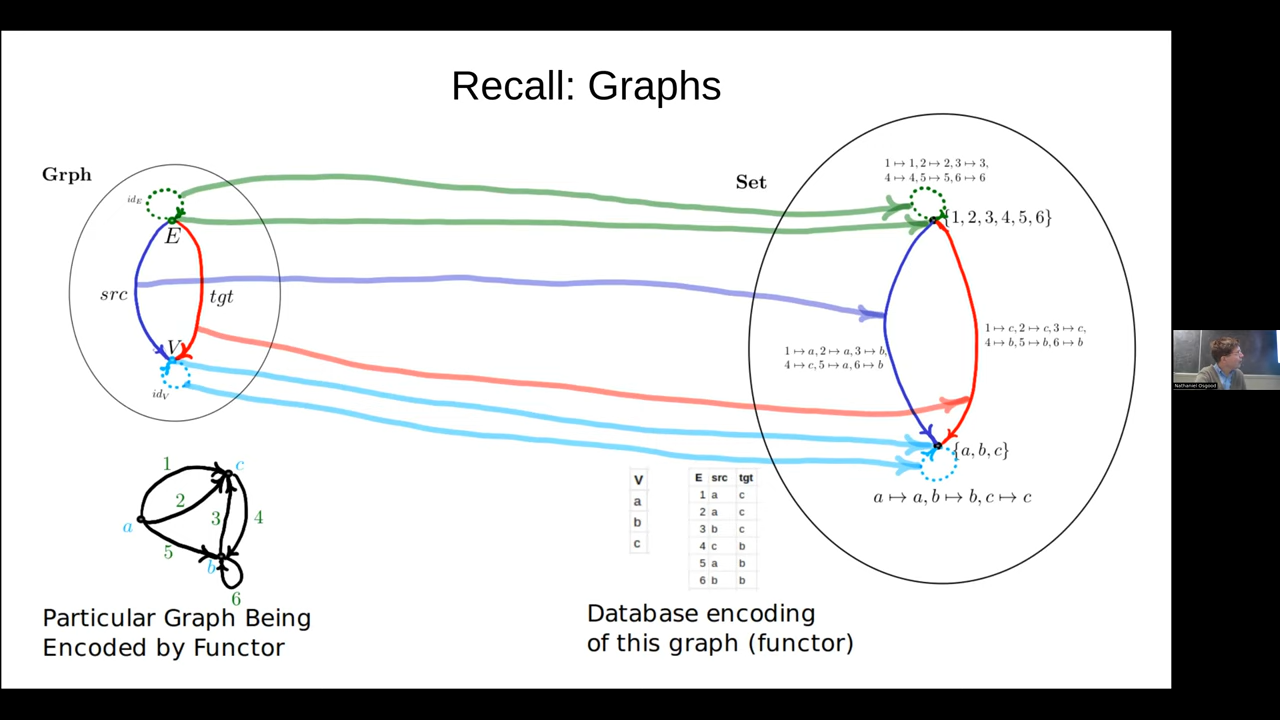 Recall: Graphs
Grph
Set
id_E
E
src
tgt
V
id_V
1 ↦ 1, 2 ↦ 2, 3 ↦ 3,
4 ↦ 4, 5 ↦ 5, 6 ↦ 6
{1, 2, 3, 4, 5, 6}
1 ↦ a, 2 ↦ a, 3 ↦ b,
4 ↦ c, 5 ↦ a, 6 ↦ b
1 ↦ c, 2 ↦ c, 3 ↦ c,
4 ↦ b, 5 ↦ b, 6 ↦ b
{a, b, c}
a ↦ a, b ↦ b, c ↦ c
1
c
2
a
3
4
5
b
6
Particular Graph Being
Encoded by Functor
V
a
b
c
E src tgt
1 a c
2 a c
3 b c
4 c b
5 a b
6 b b
Database encoding
of this graph (functor)
Nathaniel Osgood